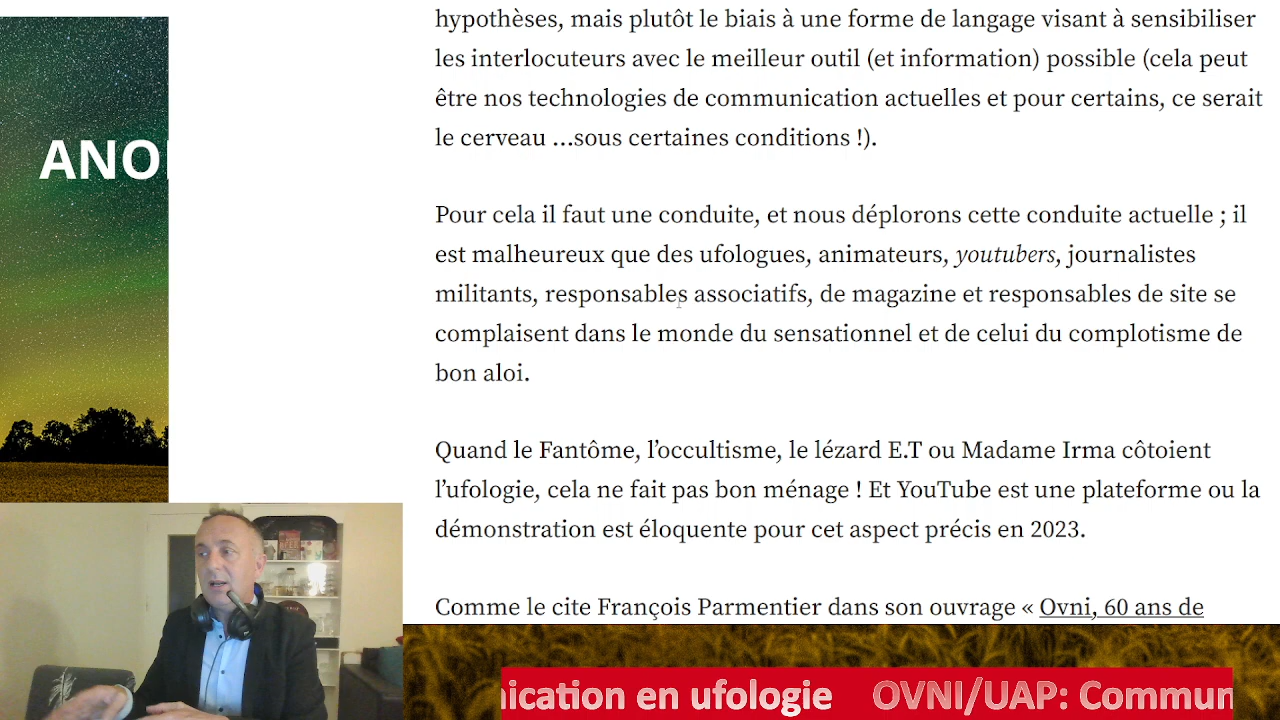 hypothèses, mais plutôt le biais à une forme de langage visant à sensibiliser
les interlocuteurs avec le meilleur outil (et information) possible (cela peut
être nos technologies de communication actuelles et pour certains, ce serait
le cerveau …sous certaines conditions !).
ANO
Pour cela il faut une conduite, et nous déplorons cette conduite actuelle ; il
est malheureux que des ufologues, animateurs, youtubers, journalistes
militants, responsables associatifs, de magazine et responsables de site se
complaisent dans le monde du sensationnel et de celui du complotisme de
bon aloi.
Quand le Fantôme, l’occultisme, le lézard E.T ou Madame Irma côtoient
l’ufologie, cela ne fait pas bon ménage ! Et YouTube est une plateforme ou la
démonstration est éloquente pour cet aspect précis en 2023.
Comme le cite François Parmentier dans son ouvrage « Ovni, 60 ans de
nication en ufologie OVNI/UAP: Commun